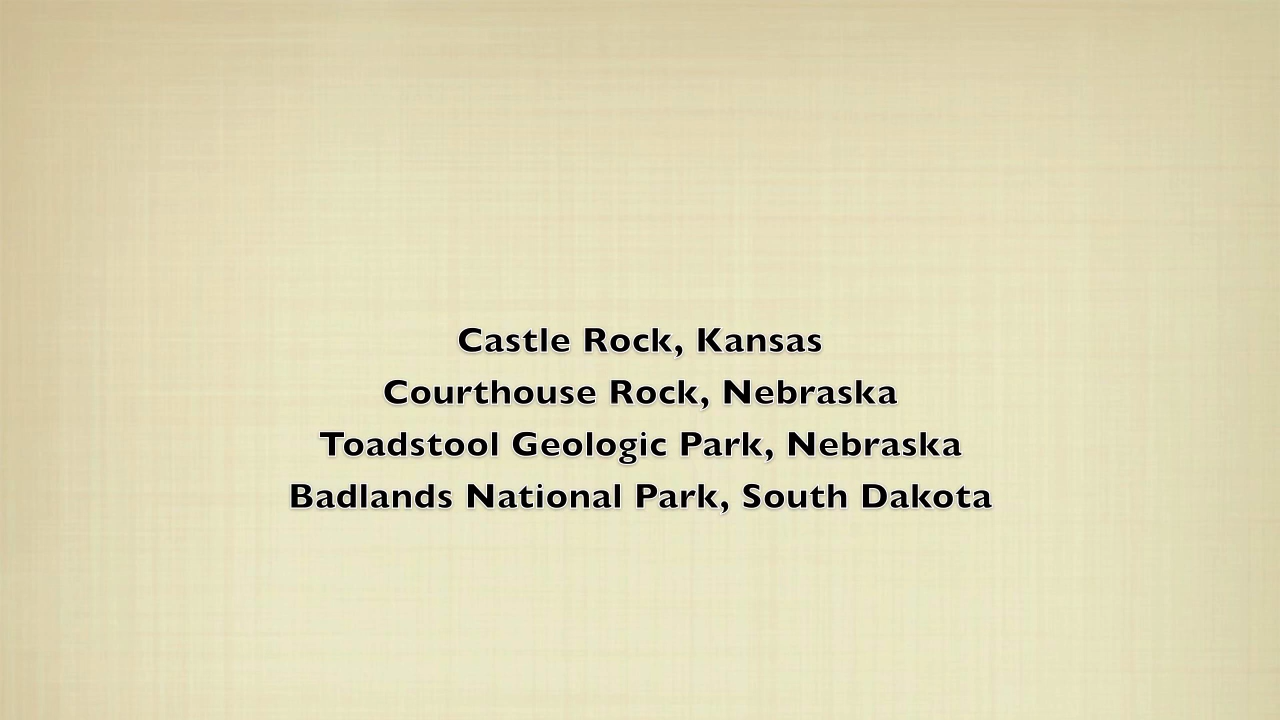 Castle Rock, Kansas
Courthouse Rock, Nebraska
Toadstool Geologic Park, Nebraska
Badlands National Park, South Dakota